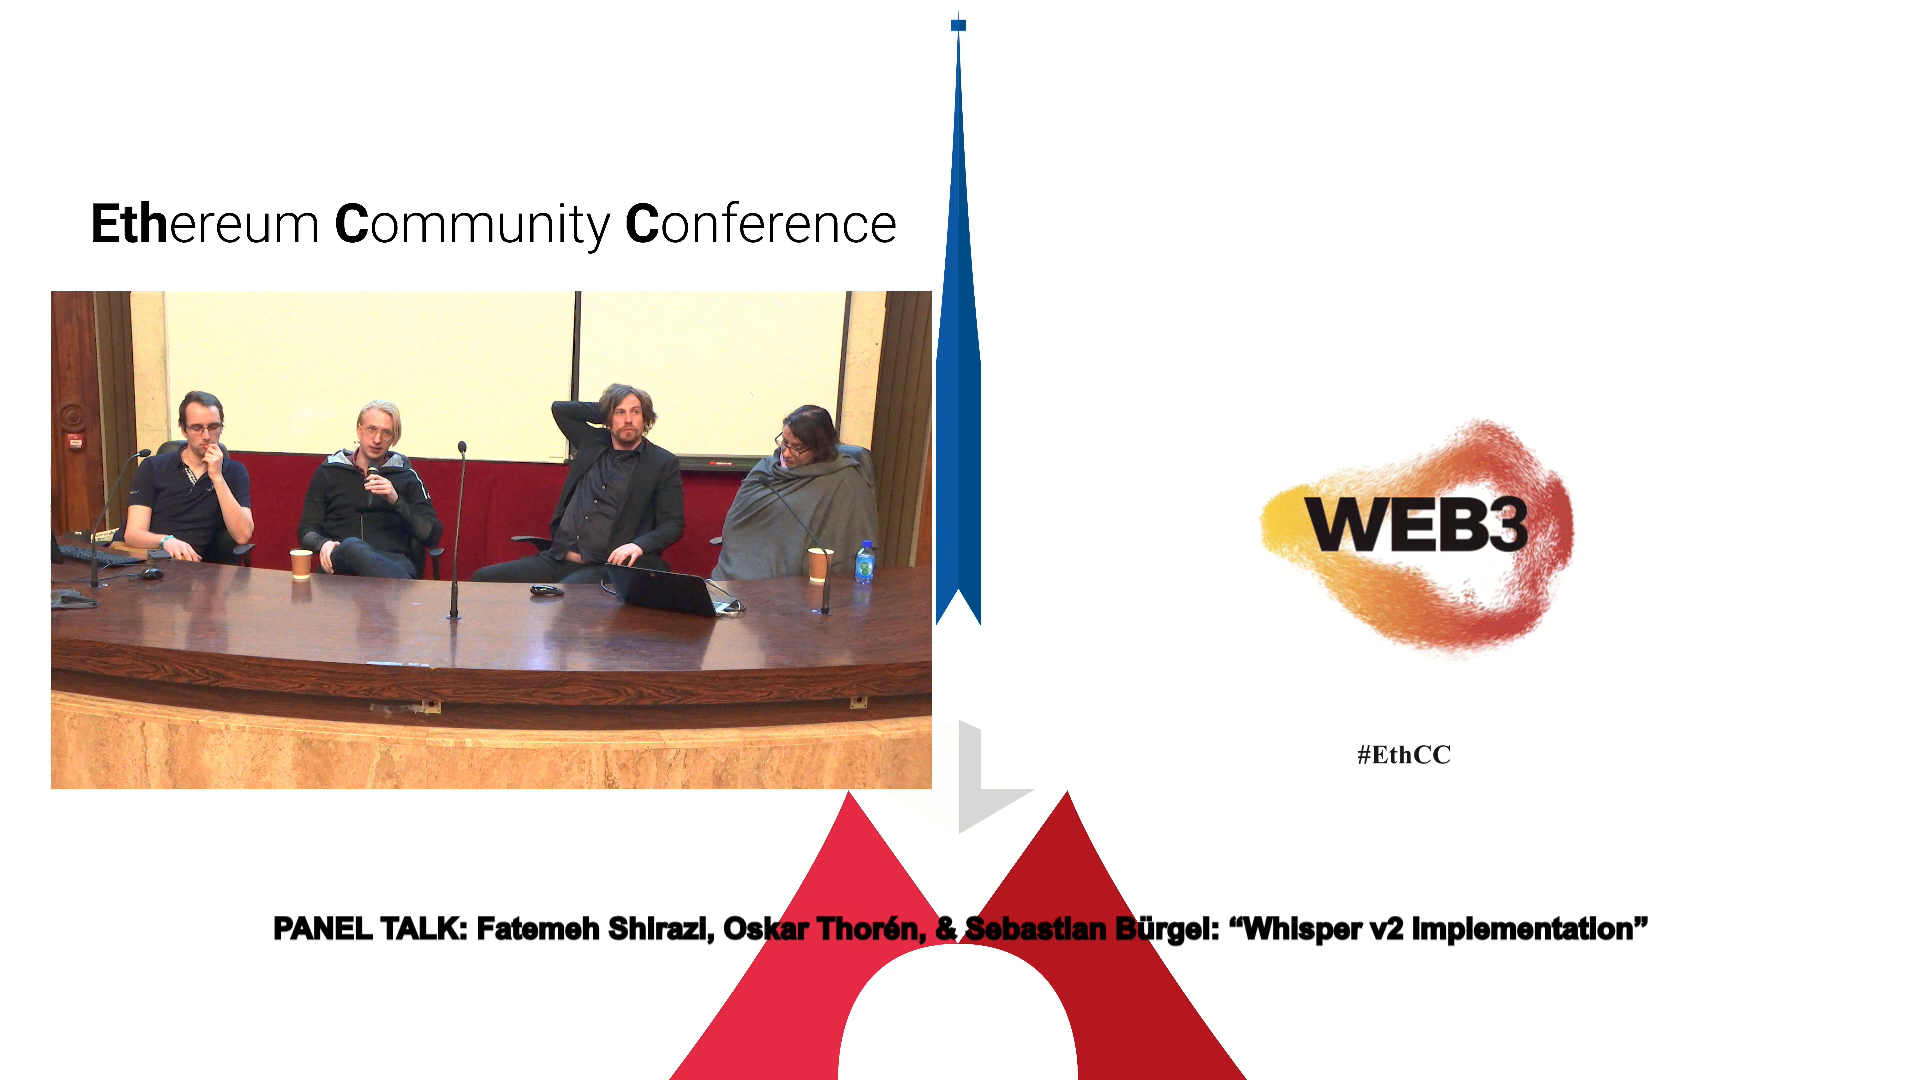 Ethereum Community Conference
WEB3
#EthCC
PANEL TALK: Fatemeh Shirazi, Oskar Thorén, & Sebastian Bürgel: “Whisper v2 Implementation”